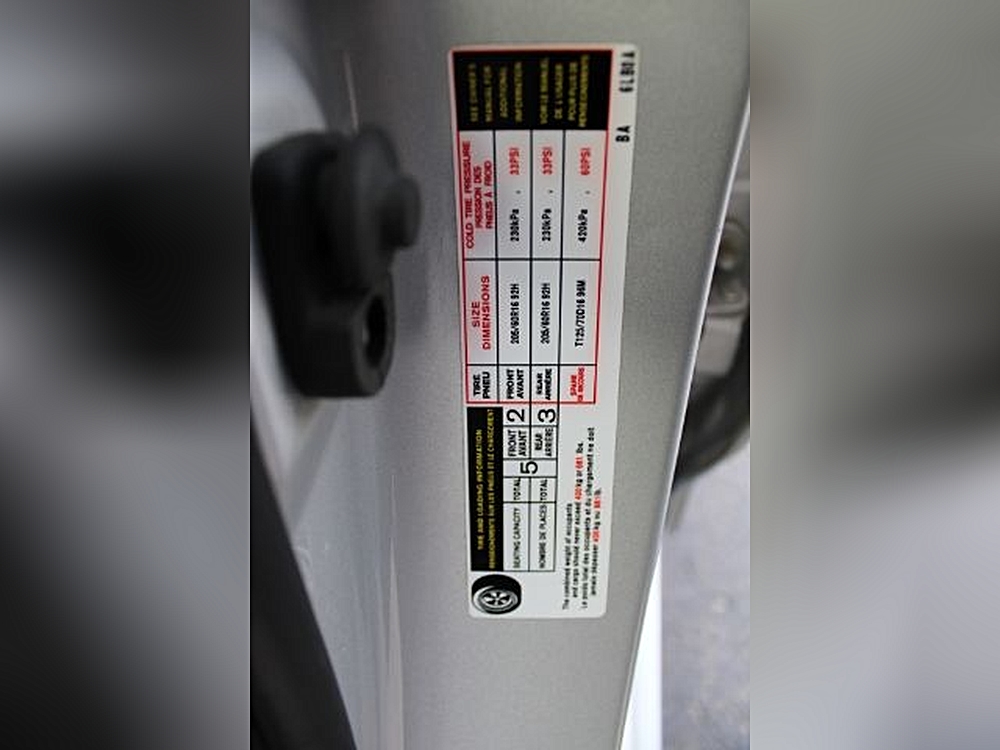 TIRE AND LOADING INFORMATION
RENSEIGNEMENTS SUR LES PNEUS ET LE CHARGEMENT
SEATING CAPACITY TOTAL 5 FRONT AVANT 2 REAR ARRIÈRE 3
NOMBRE DE PLACES TOTAL
The combined weight of occupants
and cargo should never exceed 400 kg or 881 lbs.
Le poids total des occupants et du chargement ne doit
jamais dépasser 400 kg ou 881 lb.
TIRE PNEU
SIZE
DIMENSIONS
COLD TIRE PRESSURE
PRESSION DES
PNEUS À FROID
SEE OWNER'S
MANUAL FOR
ADDITIONAL
INFORMATION
VOIR LE MANUEL
DE L'USAGER
POUR PLUS DE
RENSEIGNEMENTS
FRONT AVANT 205/60R16 92H 230kPa , 33PSI
REAR ARRIÈRE 205/60R16 92H 230kPa , 33PSI
SPARE DE SECOURS T125/70D16 96M 420kPa , 60PSI
BA 6LB0A